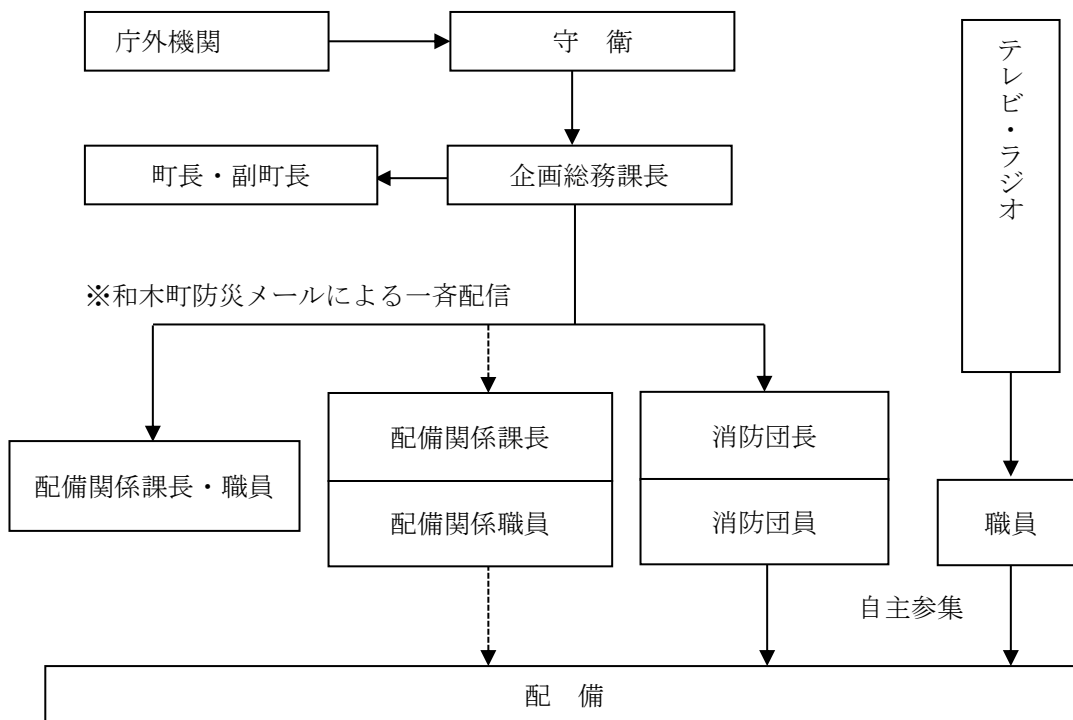 庁外機関
守　衛
テレビ・ラジオ
町長・副町長
企画総務課長
※和木町防災メールによる一斉配信
配備関係課長・職員
配備関係課長
配備関係職員
消防団長
消防団員
職員
自主参集
配　備